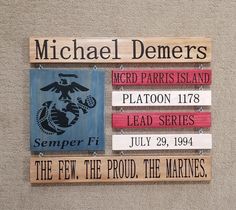 Michael Demers
MCRD PARRIS ISLAND
PLATOON 1178
LEAD SERIES
JULY 29, 1994
Semper Fi
THE FEW. THE PROUD. THE MARINES.